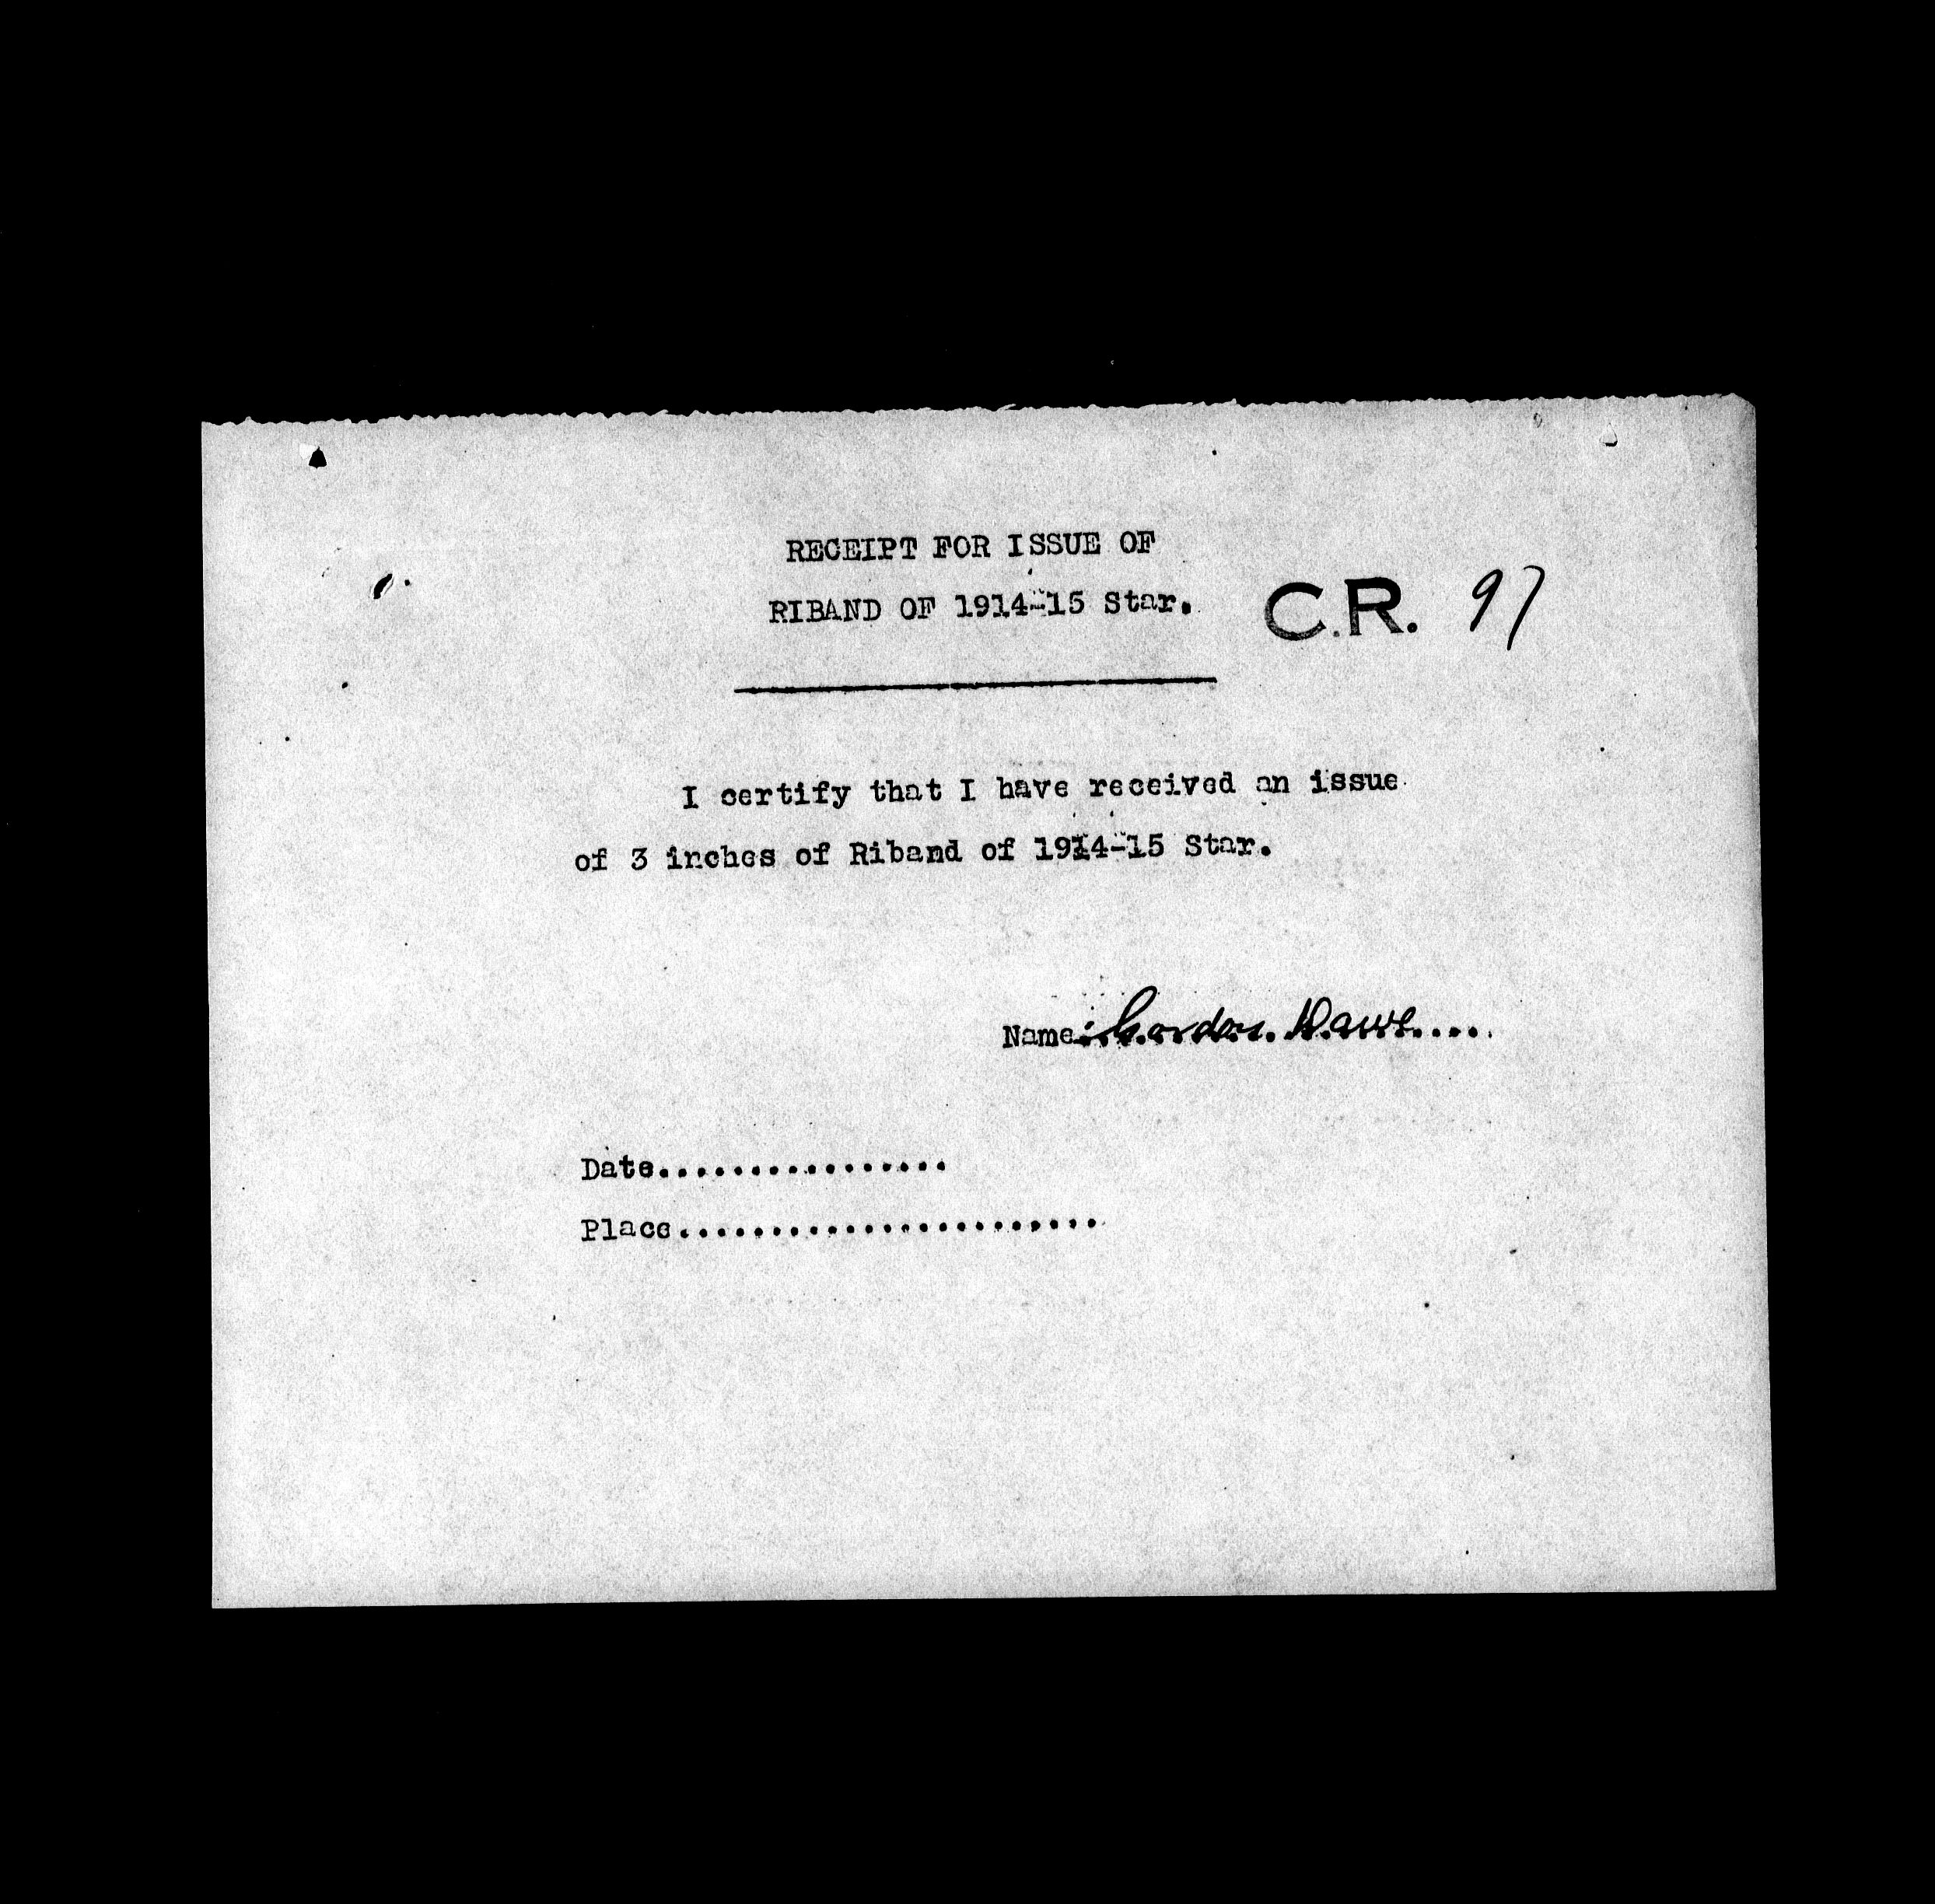 RECEIPT FOR ISSUE OF
RIBAND OF 1914-15 Star.
C.R. 97
I certify that I have received an issue
of 3 inches of Riband of 1914-15 Star.
Name: Gordon Dawe....
Date................
Place.......................